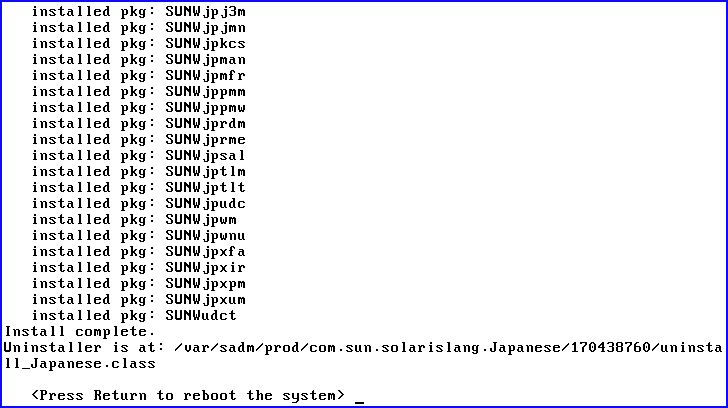 installed pkg: SUNWjpj3m
installed pkg: SUNWjpjmn
installed pkg: SUNWjpkcs
installed pkg: SUNWjpman
installed pkg: SUNWjpmfr
installed pkg: SUNWjppmm
installed pkg: SUNWjppmw
installed pkg: SUNWjprdm
installed pkg: SUNWjprme
installed pkg: SUNWjpsal
installed pkg: SUNWjptlm
installed pkg: SUNWjptlt
installed pkg: SUNWjpudc
installed pkg: SUNWjpwm
installed pkg: SUNWjpwnu
installed pkg: SUNWjpxfa
installed pkg: SUNWjpxir
installed pkg: SUNWjpxpm
installed pkg: SUNWjpxum
installed pkg: SUNWudct
Install complete.
Uninstaller is at: /var/sadm/prod/com.sun.solarislang.Japanese/170438760/uninsta
ll_Japanese.class
<Press Return to reboot the system> _